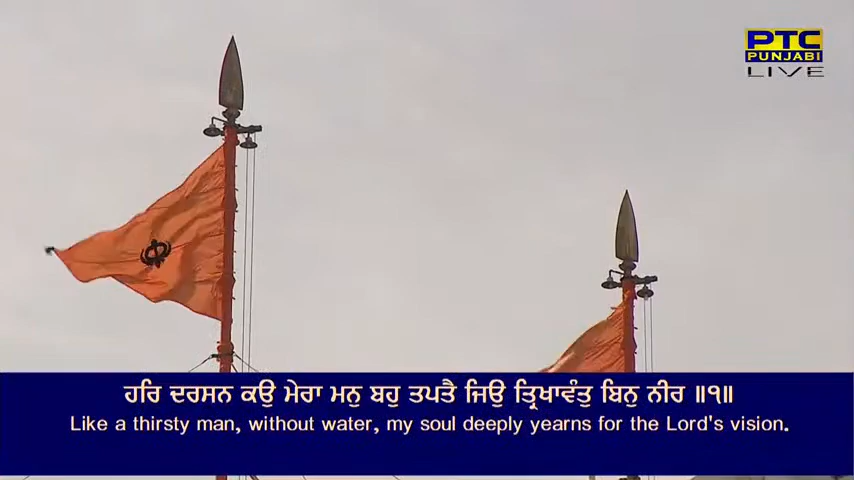 PTC
PUNJABI
LIVE
ਹਰਿ ਦਰਸਨ ਕਉ ਮੇਰਾ ਮਨੁ ਬਹੁ ਤਪਤੈ ਜਿਉ ਤ੍ਰਿਖਾਵੰਤੁ ਬਿਨੁ ਨੀਰ ॥੧॥
Like a thirsty man, without water, my soul deeply yearns for the Lord's vision.